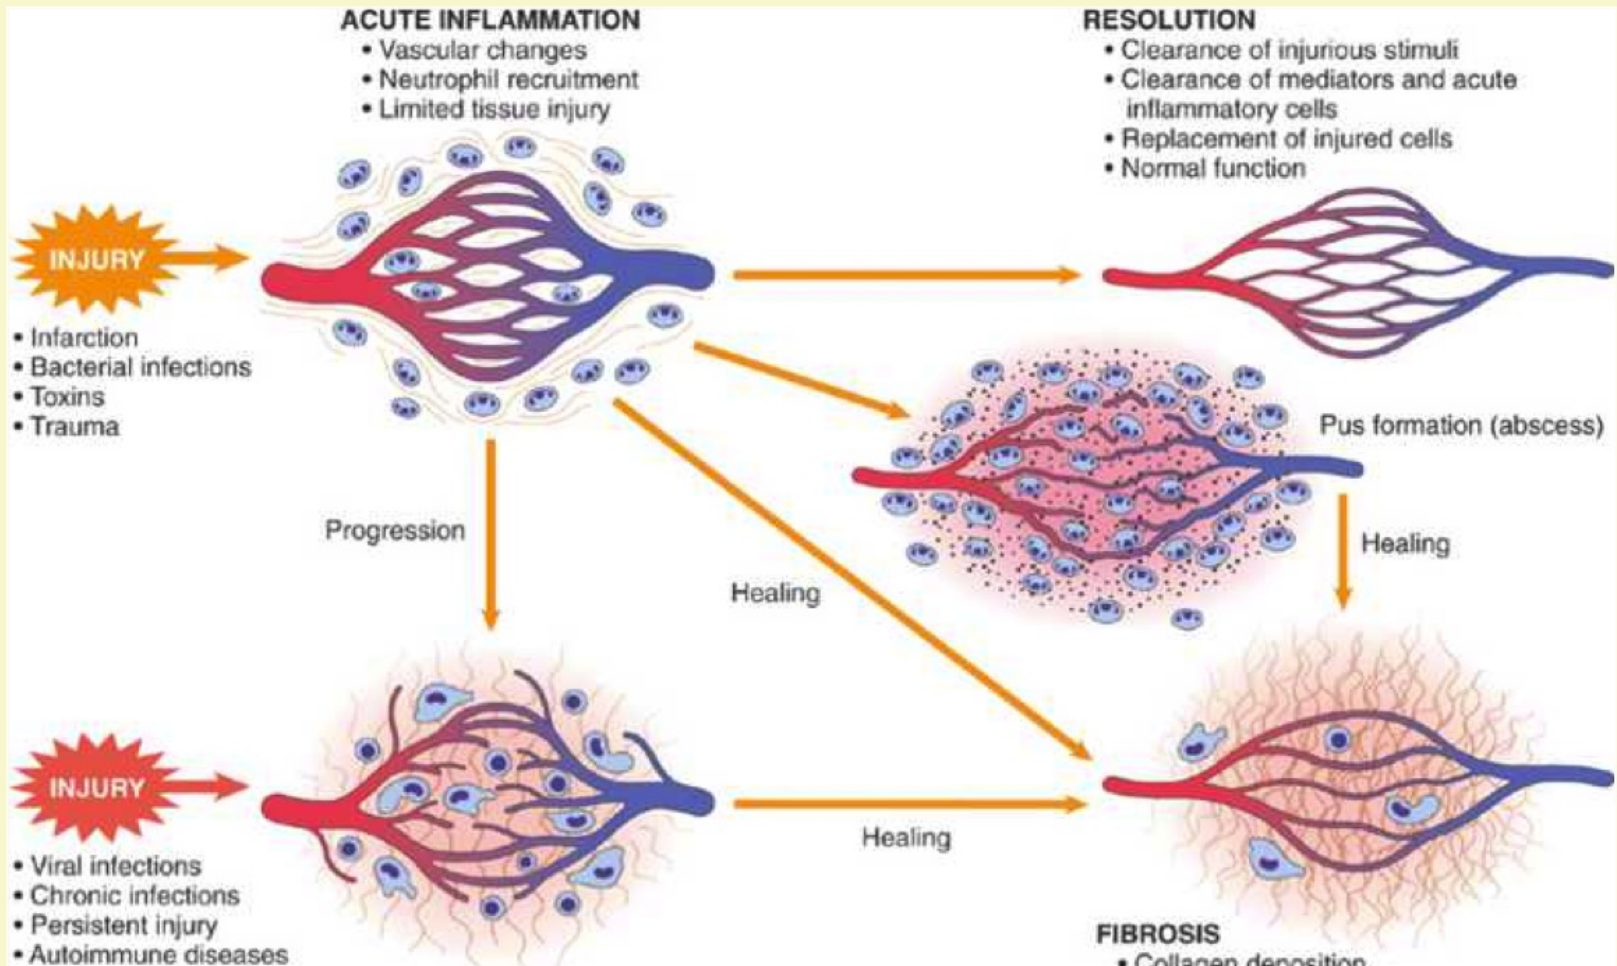 ACUTE INFLAMMATION
• Vascular changes
• Neutrophil recruitment
• Limited tissue injury
RESOLUTION
• Clearance of injurious stimuli
• Clearance of mediators and acute
inflammatory cells
• Replacement of injured cells
• Normal function
INJURY
• Infarction
• Bacterial infections
• Toxins
• Trauma
Pus formation (abscess)
Progression
Healing
Healing
INJURY
• Viral infections
• Chronic infections
• Persistent injury
• Autoimmune diseases
Healing
FIBROSIS
• Collagen deposition